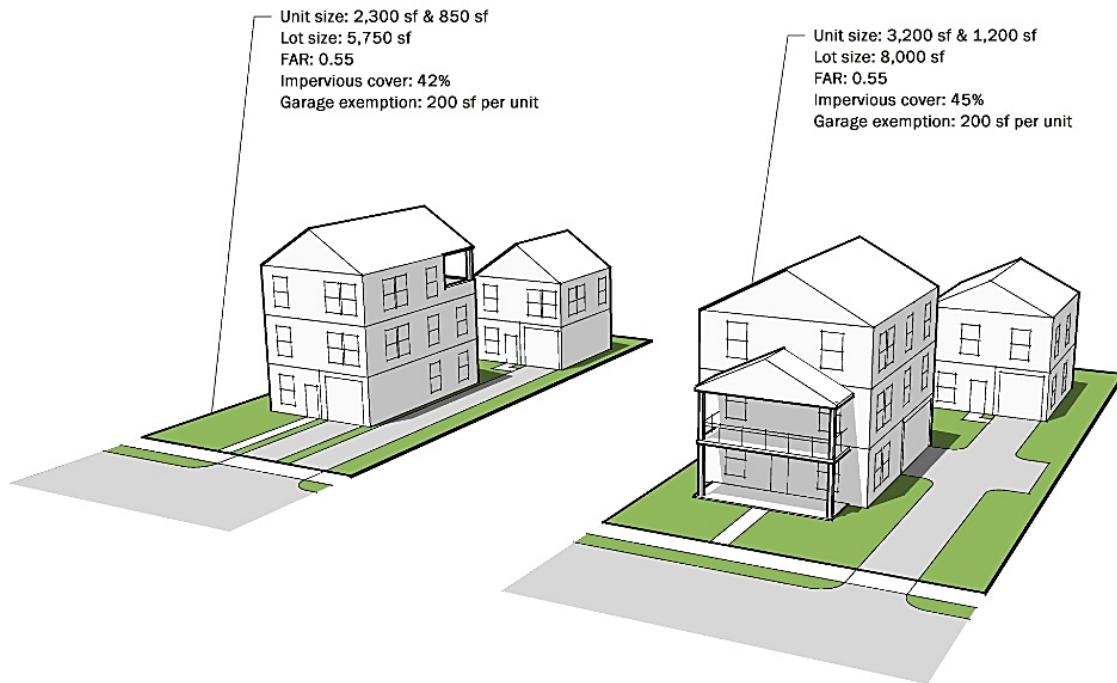 Unit size: 2,300 sf & 850 sf
Lot size: 5,750 sf
FAR: 0.55
Impervious cover: 42%
Garage exemption: 200 sf per unit
Unit size: 3,200 sf & 1,200 sf
Lot size: 8,000 sf
FAR: 0.55
Impervious cover: 45%
Garage exemption: 200 sf per unit